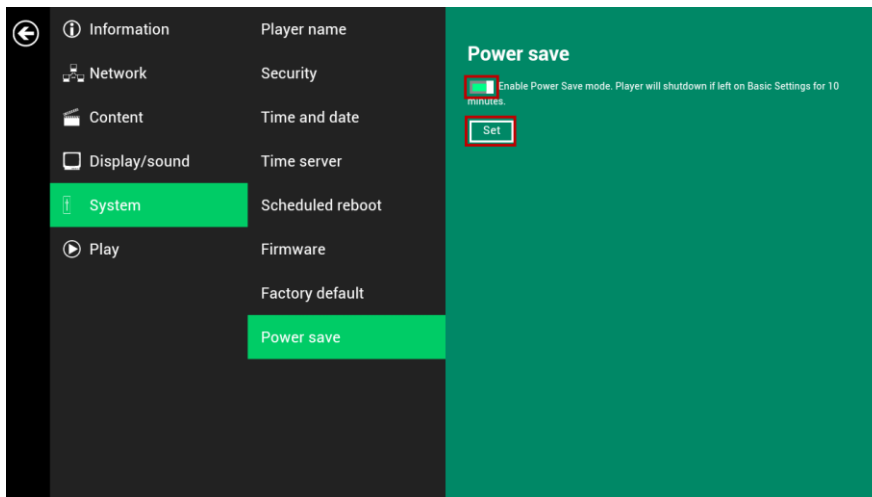 Information
Network
Content
Display/sound
System
Play
Player name
Security
Time and date
Time server
Scheduled reboot
Firmware
Factory default
Power save
Power save
Enable Power Save mode. Player will shutdown if left on Basic Settings for 10
minutes.
Set